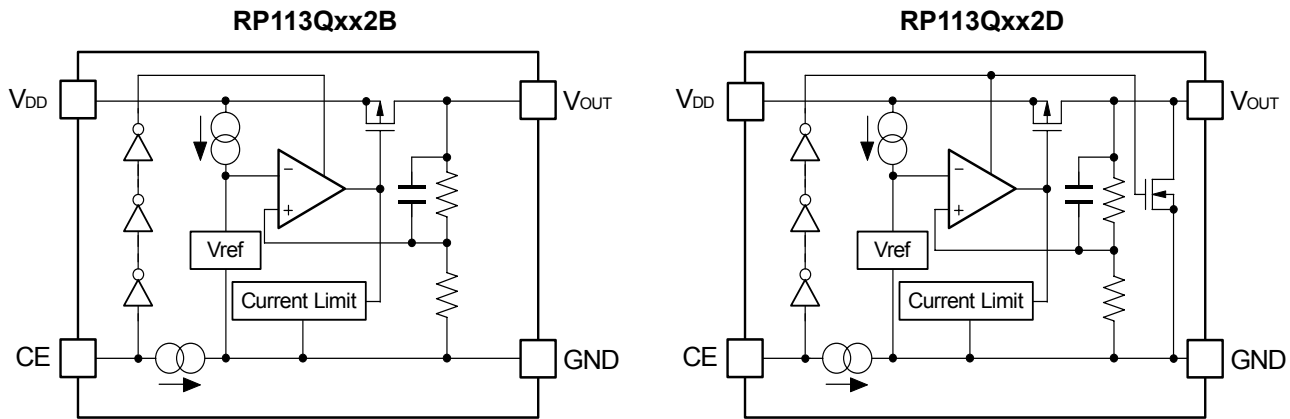 RP113Qxx2B
VDD
VOUT
−
+
Vref
Current Limit
CE
GND
RP113Qxx2D
VDD
VOUT
−
+
Vref
Current Limit
CE
GND